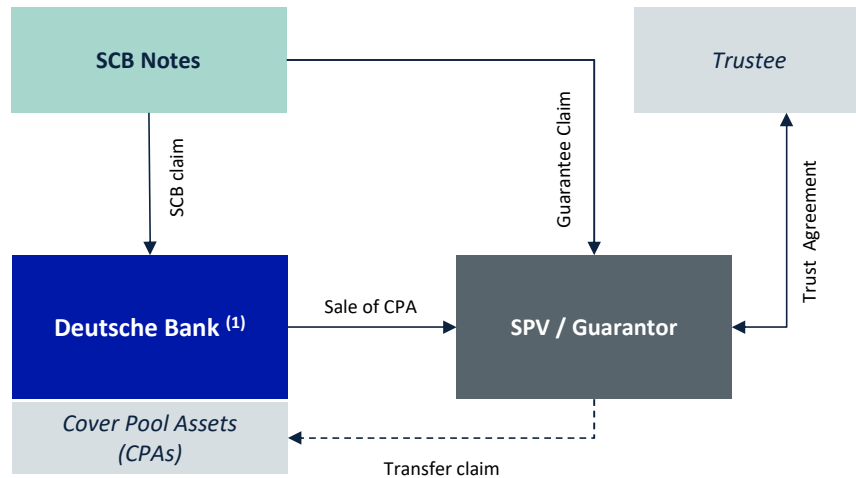 SCB Notes
Trustee
SCB claim
Guarantee Claim
Trust Agreement
Deutsche Bank (1)
Sale of CPA
SPV / Guarantor
Cover Pool Assets
(CPAs)
Transfer claim